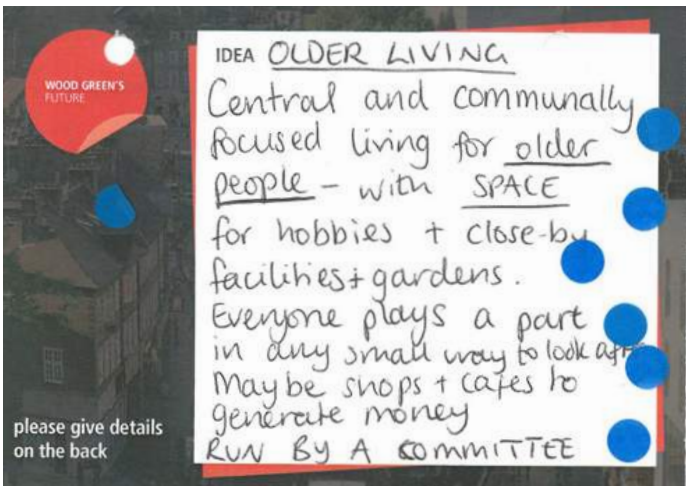 WOOD GREEN'S
FUTURE
IDEA OLDER LIVING
Central and communally
focused living for older
people - with SPACE
for hobbies + close-by
facilities + gardens.
Everyone plays a part
in any small way to look after
Maybe shops + cafes to
generate money
RUN BY A COMMITTEE
please give details
on the back